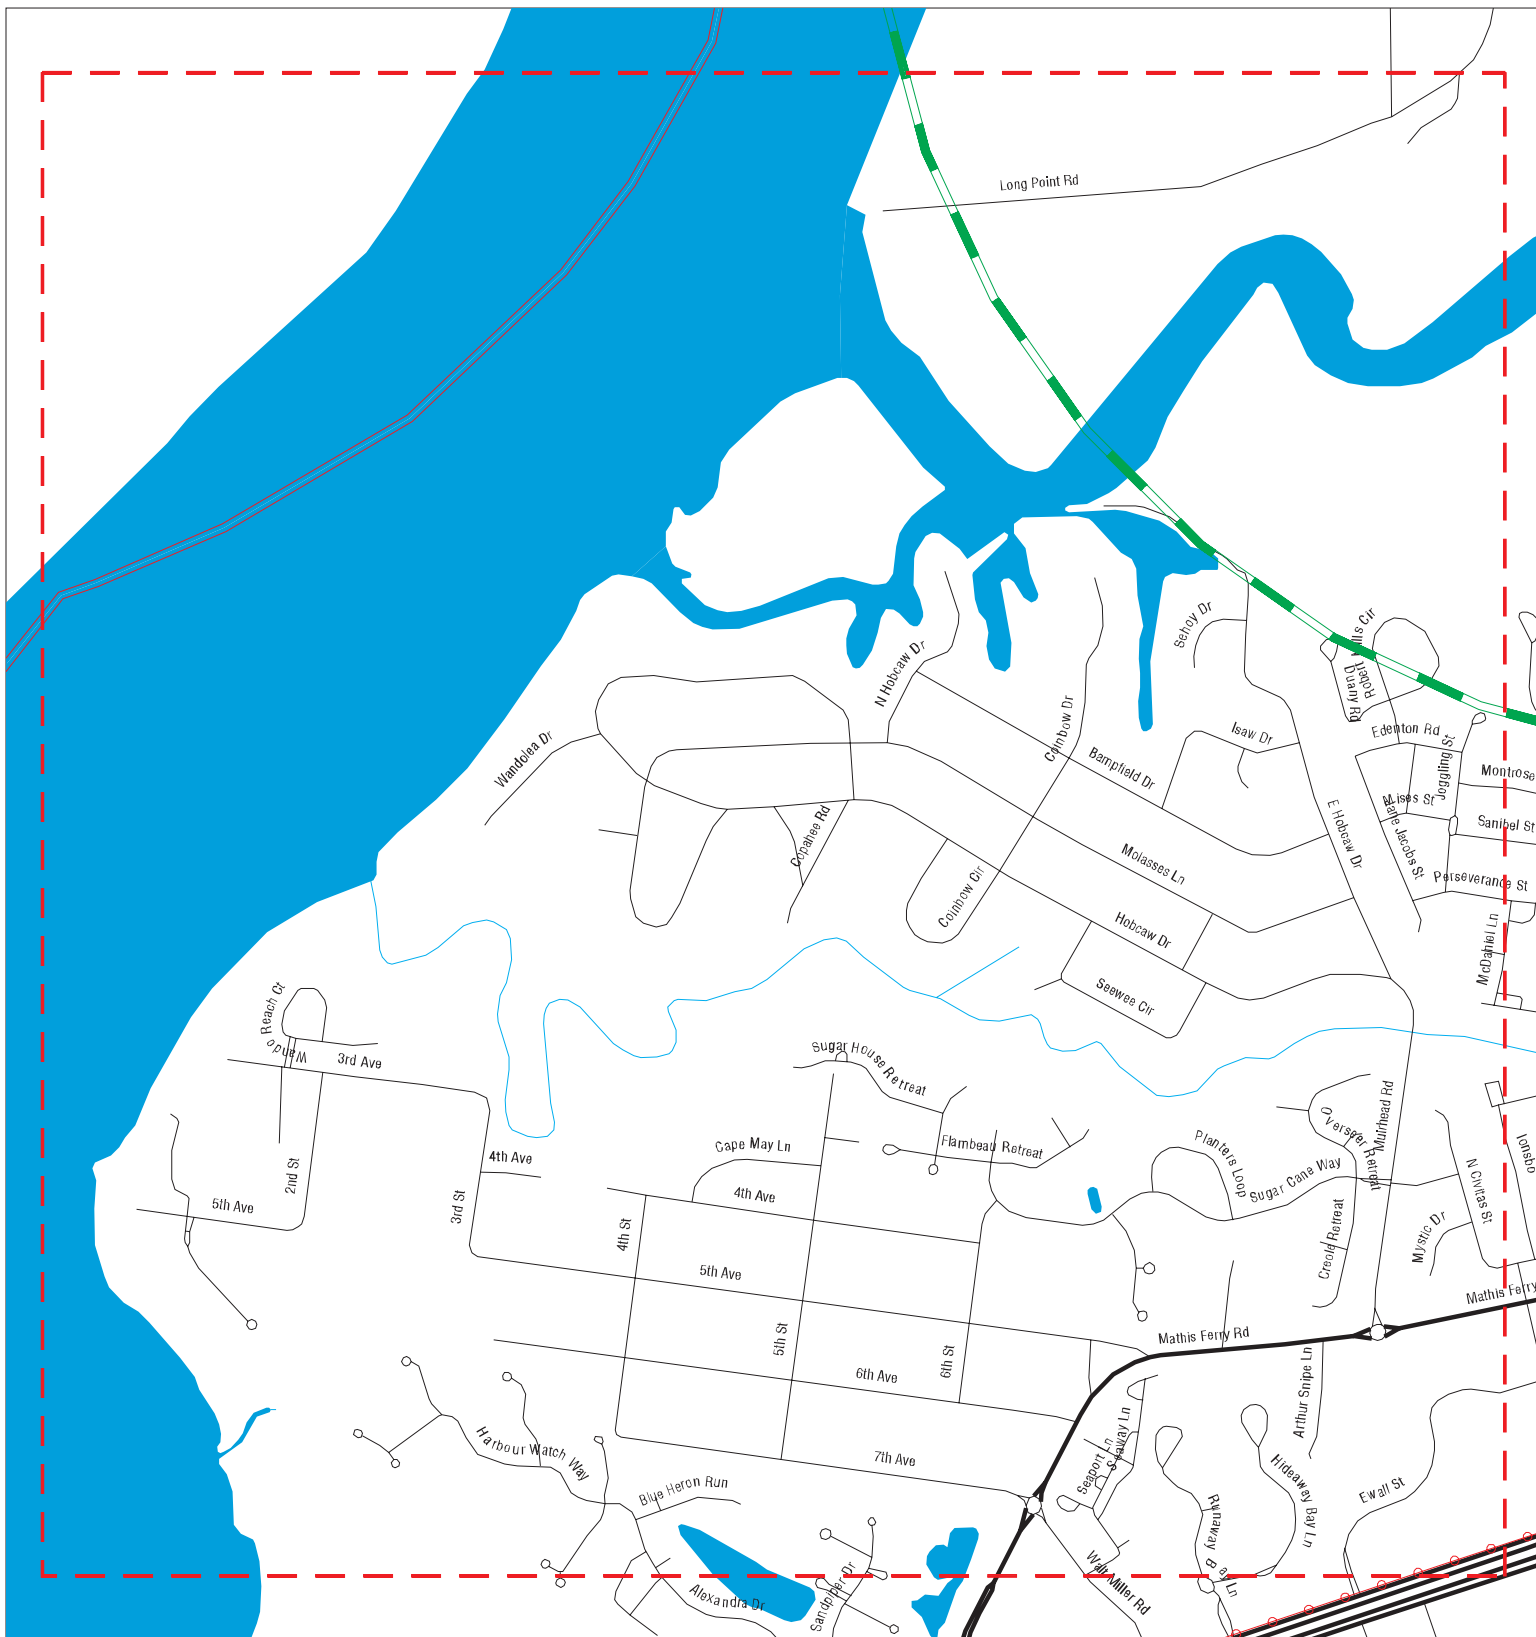 Long Point Rd
Sehoy Dr
Robert Mills Cir
Duany Rd
N Hobcaw Dr
Coinbow Dr
Isaw Dr
Edenton Rd
Joggling St
Wandolea Dr
Bampfield Dr
Montrose
Mises St
Jane Jacobs St
Sanibel St
E Hobcaw Dr
Copahee Rd
Molasses Ln
Coinbow Cir
Perseverance St
Hobcaw Dr
McDaniel Ln
Seewee Cir
Wando Reach Ct
3rd Ave
Sugar House Retreat
Muirhead Rd
Overseer Retreat
Cape May Ln
Flambeau Retreat
Planters Loop
Sugar Cane Way
4th Ave
2nd St
3rd St
4th Ave
5th Ave
4th St
N Civitas St
Ionsbo
Mystic Dr
Creole Retreat
5th Ave
Mathis Ferry
Mathis Ferry Rd
5th St
6th St
6th Ave
Arthur Snipe Ln
Seaway Ln
Seaport Ln
Harbour Watch Way
7th Ave
Blue Heron Run
Hideaway Bay Ln
Ewall St
Runaway Bay Ln
Walt Miller Rd
Sandpiper Dr
Alexandra Dr